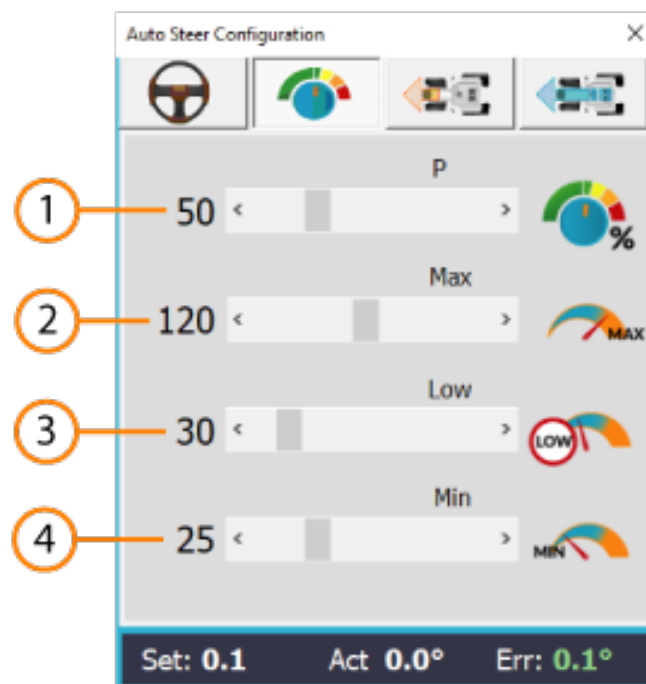 Auto Steer Configuration
P
1 50 %
Max
2 120 MAX
Low
3 30 LOW
Min
4 25 MIN
Set: 0.1 Act 0.0° Err: 0.1°